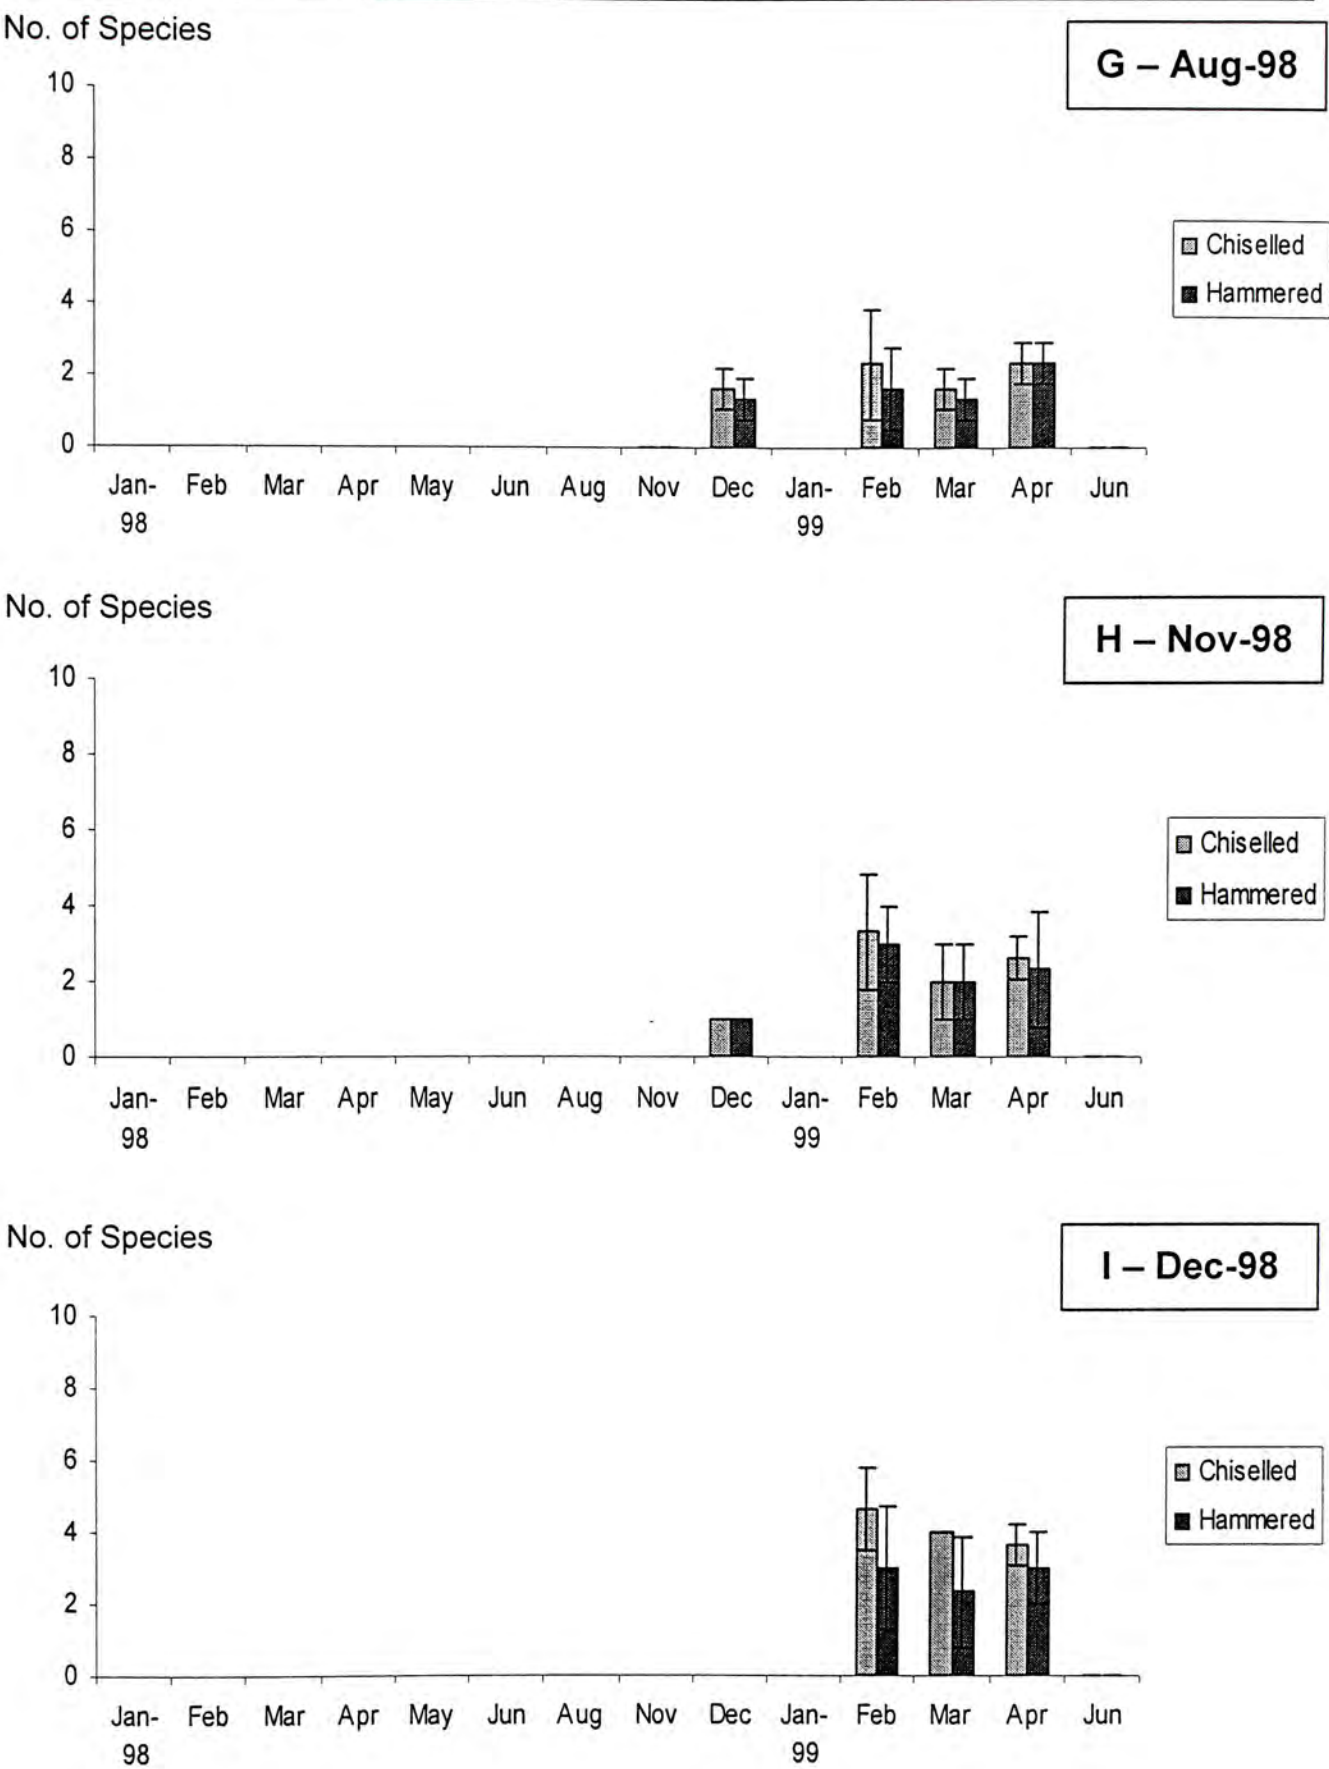 No. of Species
G – Aug-98
10
8
6
4
2
0
Chiselled
Hammered
Jan- Feb Mar Apr May Jun Aug Nov Dec Jan- Feb Mar Apr Jun
98 99
No. of Species
H – Nov-98
10
8
6
4
2
0
Chiselled
Hammered
Jan- Feb Mar Apr May Jun Aug Nov Dec Jan- Feb Mar Apr Jun
98 99
No. of Species
I – Dec-98
10
8
6
4
2
0
Chiselled
Hammered
Jan- Feb Mar Apr May Jun Aug Nov Dec Jan- Feb Mar Apr Jun
98 99